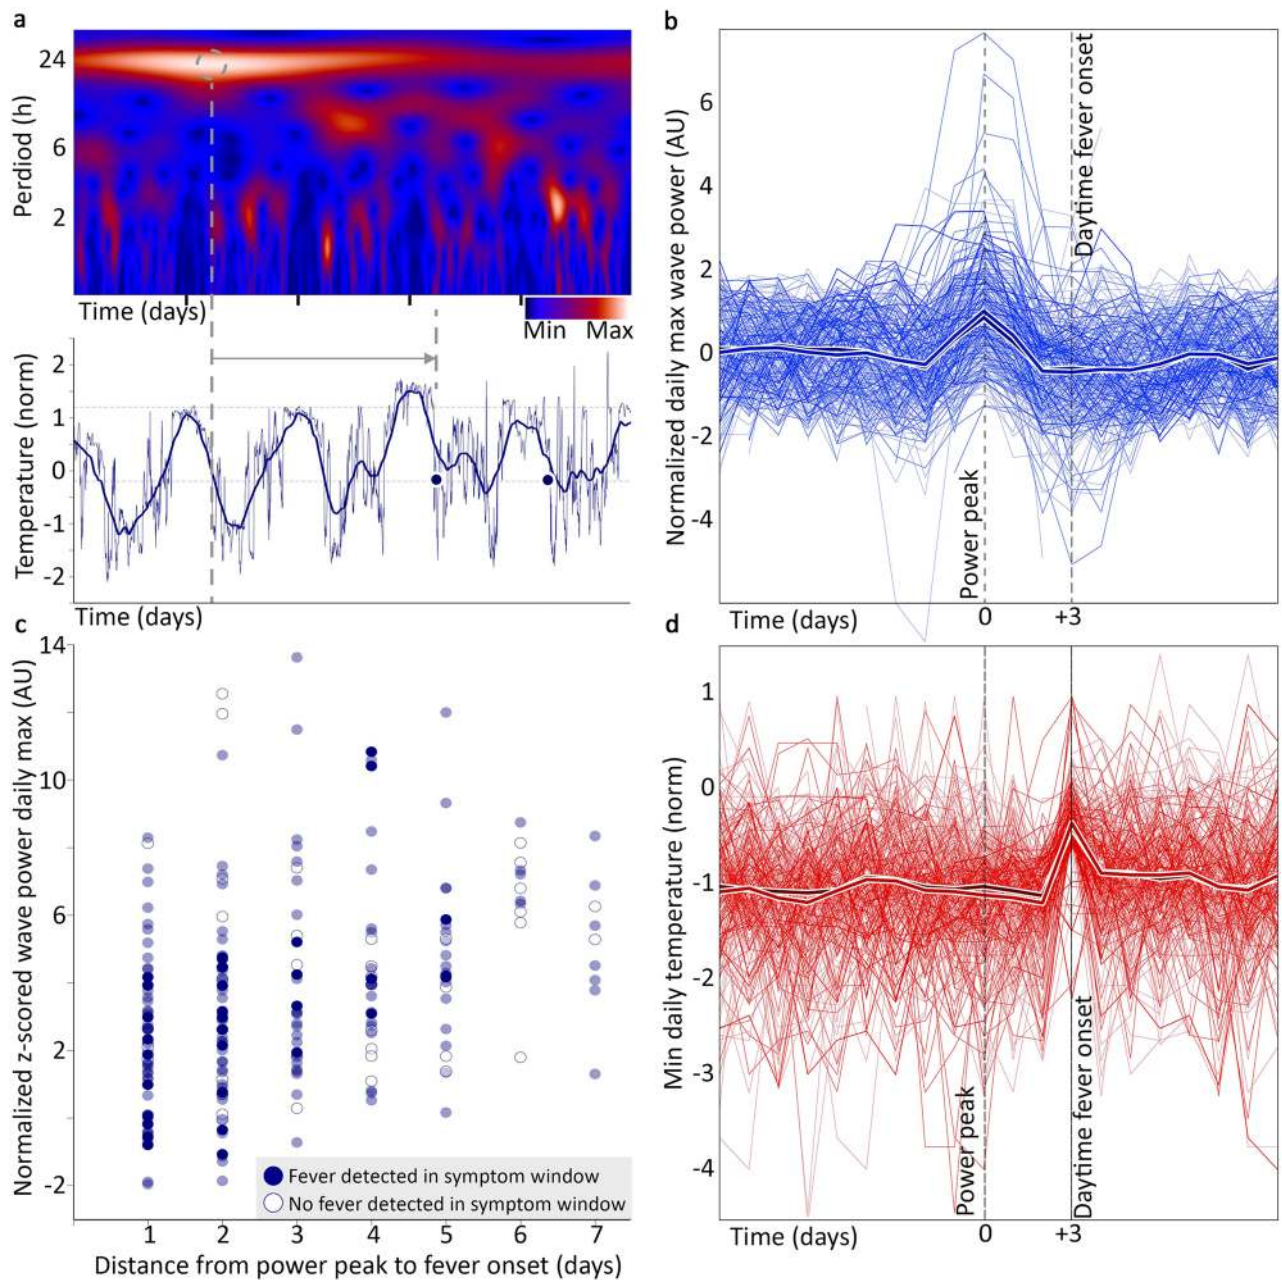 a
24
6
2
Perdiod (h)
Time (days)
Min Max
Temperature (norm)
2
1
0
-1
-2
Time (days)
b
Normalized daily max wave power (AU)
6
4
2
0
-2
-4
Power peak
Daytime fever onset
Time (days)
0
+3
c
Normalized z-scored wave power daily max (AU)
14
10
6
2
-2
Fever detected in symptom window
No fever detected in symptom window
1 2 3 4 5 6 7
Distance from power peak to fever onset (days)
d
Min daily temperature (norm)
1
0
-1
-2
-3
-4
Power peak
Daytime fever onset
Time (days)
0
+3